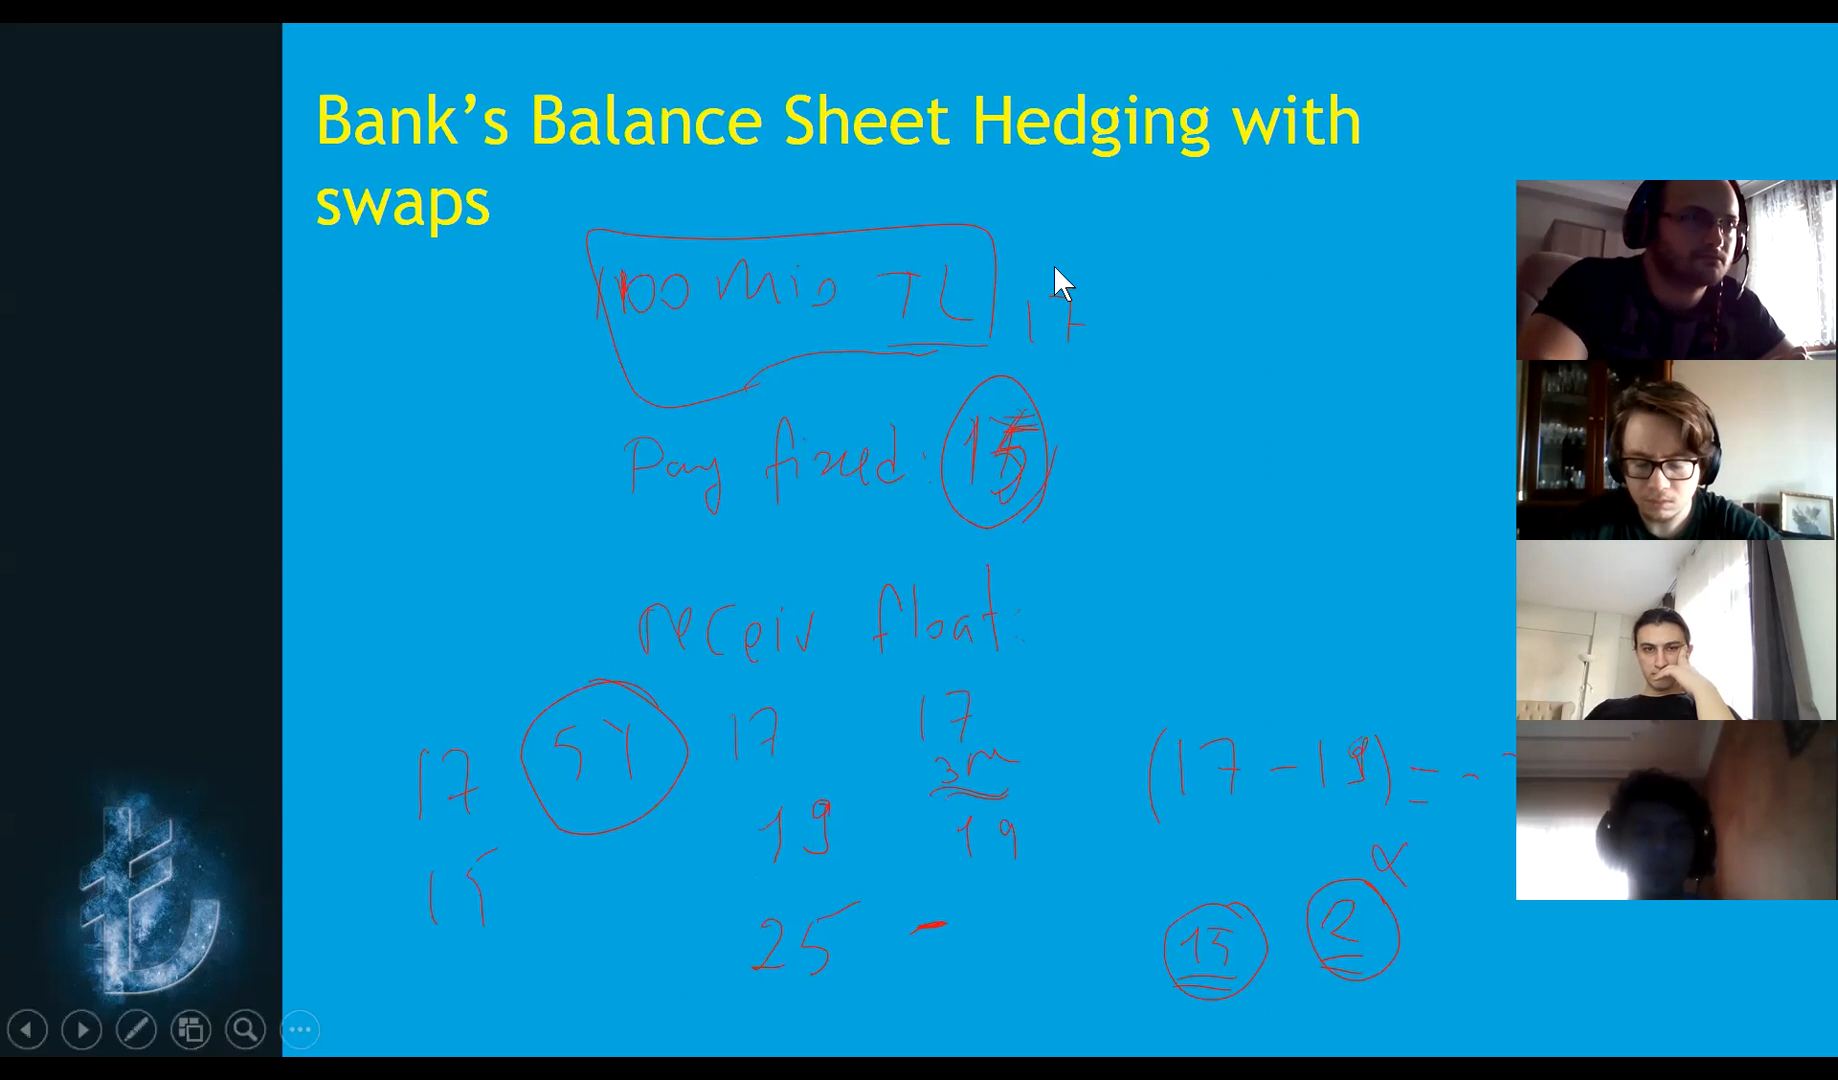 Bank’s Balance Sheet Hedging with
swaps
100 Mio TL
17
Pay fixed: 15
receiv float:
17 5Y 17 17
3m
19 19
15
25 -
(17 - 19) = -
15 2